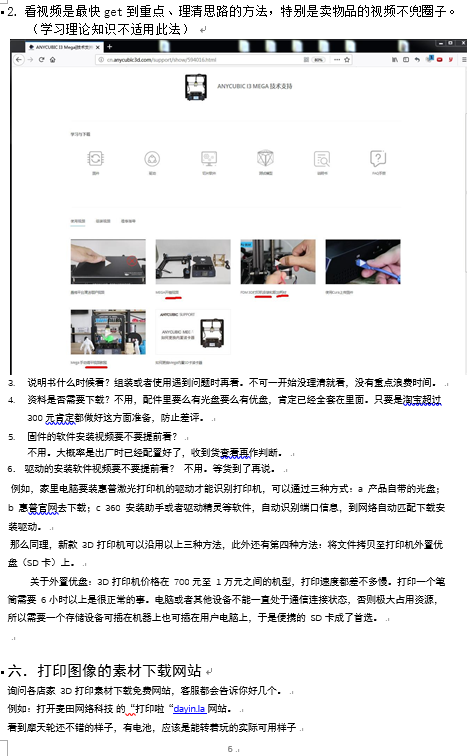 2. 看视频是最快 get 到重点、理清思路的方法，特别是卖物品的视频不兜圈子。
（学习理论知识不适用此法）
ANYCUBIC I3 Mega技术支持
cn.anycubic3d.com/support/show/594016.html
80%
ANYCUBIC I3 MEGA 技术支持
学习与下载
ANYCUBIC SUPPORT
3. 说明书什么时候看？组装或者使用遇到问题时再看。不可一开始没理清就看，没有重点浪费时间。
4. 资料是否需要下载？不用，配件里要么有光盘要么有优盘，肯定已经全套在里面。只要是淘宝超过
300 元肯定都做好这方面准备，防止差评。
5. 固件的软件安装视频要不要提前看？
不用。大概率是出厂时已经配置好了，收到货查看再作判断。
6. 驱动的安装软件视频要不要提前看？ 不用。等货到了再说。
例如，家里电脑要装惠普激光打印机的驱动才能识别打印机，可以通过三种方式：a 产品自带的光盘；
b 惠普官网去下载；c 360 安装助手或者驱动精灵等软件，自动识别端口信息，到网络自动匹配下载安
装驱动。
那么同理，新款 3D 打印机可以沿用以上三种方法，此外还有第四种方法：将文件拷贝至打印机外置优
盘（SD 卡）上。
关于外置优盘：3D 打印机价格在 700 元至 1 万元之间的机型，打印速度都差不多慢。打印一个笔
筒需要 6 小时以上是很正常的事。电脑或者其他设备不能一直处于通信连接状态，否则极大占用资源，
所以需要一个存储设备可插在机器上也可插在用户电脑上，于是便携的 SD 卡成了首选。
六．打印图像的素材下载网站
询问各店家 3D 打印素材下载免费网站，客服都会告诉你好几个。
例如：打开麦田网络科技 的“打印啦“dayin.la 网站。
看到摩天轮还不错的样子，有电池，应该是能转着玩的实际可用样子
6